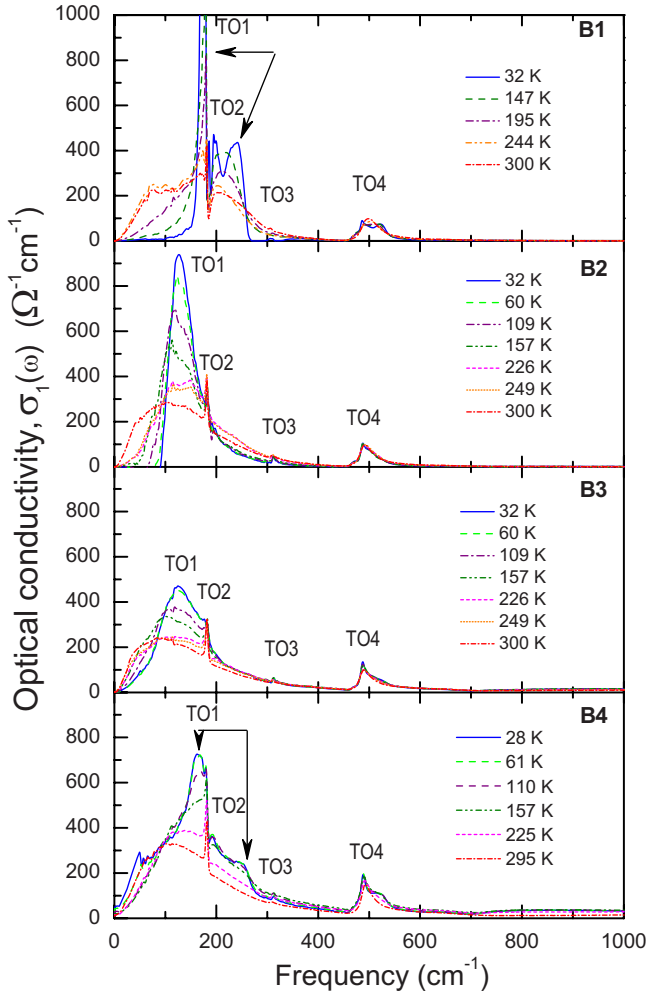 Optical conductivity, σ₁(ω) (Ω⁻¹cm⁻¹)
B1
TO1
TO2
TO3
TO4
32 K
147 K
195 K
244 K
300 K
1000
800
600
400
200
0
B2
TO1
TO2
TO3
TO4
32 K
60 K
109 K
157 K
226 K
249 K
300 K
800
600
400
200
0
B3
TO1
TO2
TO3
TO4
32 K
60 K
109 K
157 K
226 K
249 K
300 K
800
600
400
200
0
B4
TO1
TO2
TO3
TO4
28 K
61 K
110 K
157 K
225 K
295 K
800
600
400
200
0
0 200 400 600 800 1000
Frequency (cm⁻¹)